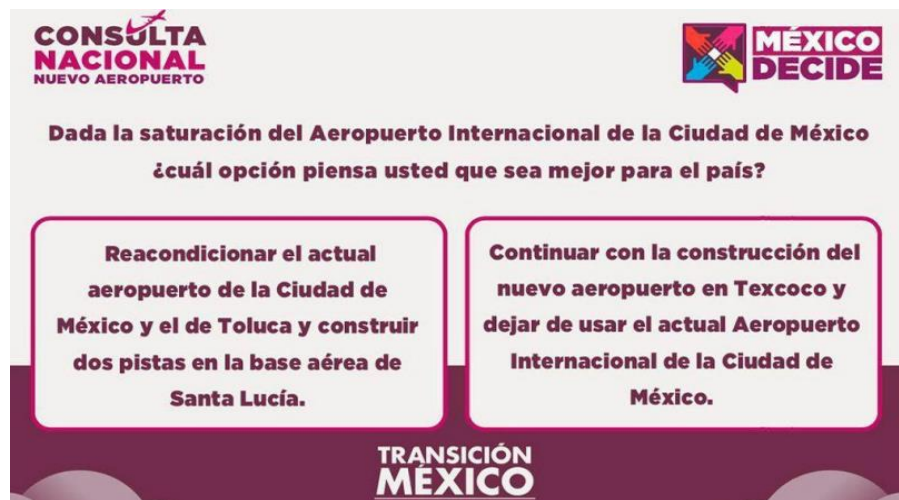 CONSULTA
NACIONAL
NUEVO AEROPUERTO
MÉXICO
DECIDE
Dada la saturación del Aeropuerto Internacional de la Ciudad de México
¿cuál opción piensa usted que sea mejor para el país?
Reacondicionar el actual
aeropuerto de la Ciudad de
México y el de Toluca y construir
dos pistas en la base aérea de
Santa Lucía.
Continuar con la construcción del
nuevo aeropuerto en Texcoco y
dejar de usar el actual Aeropuerto
Internacional de la Ciudad de
México.
TRANSICIÓN
MÉXICO